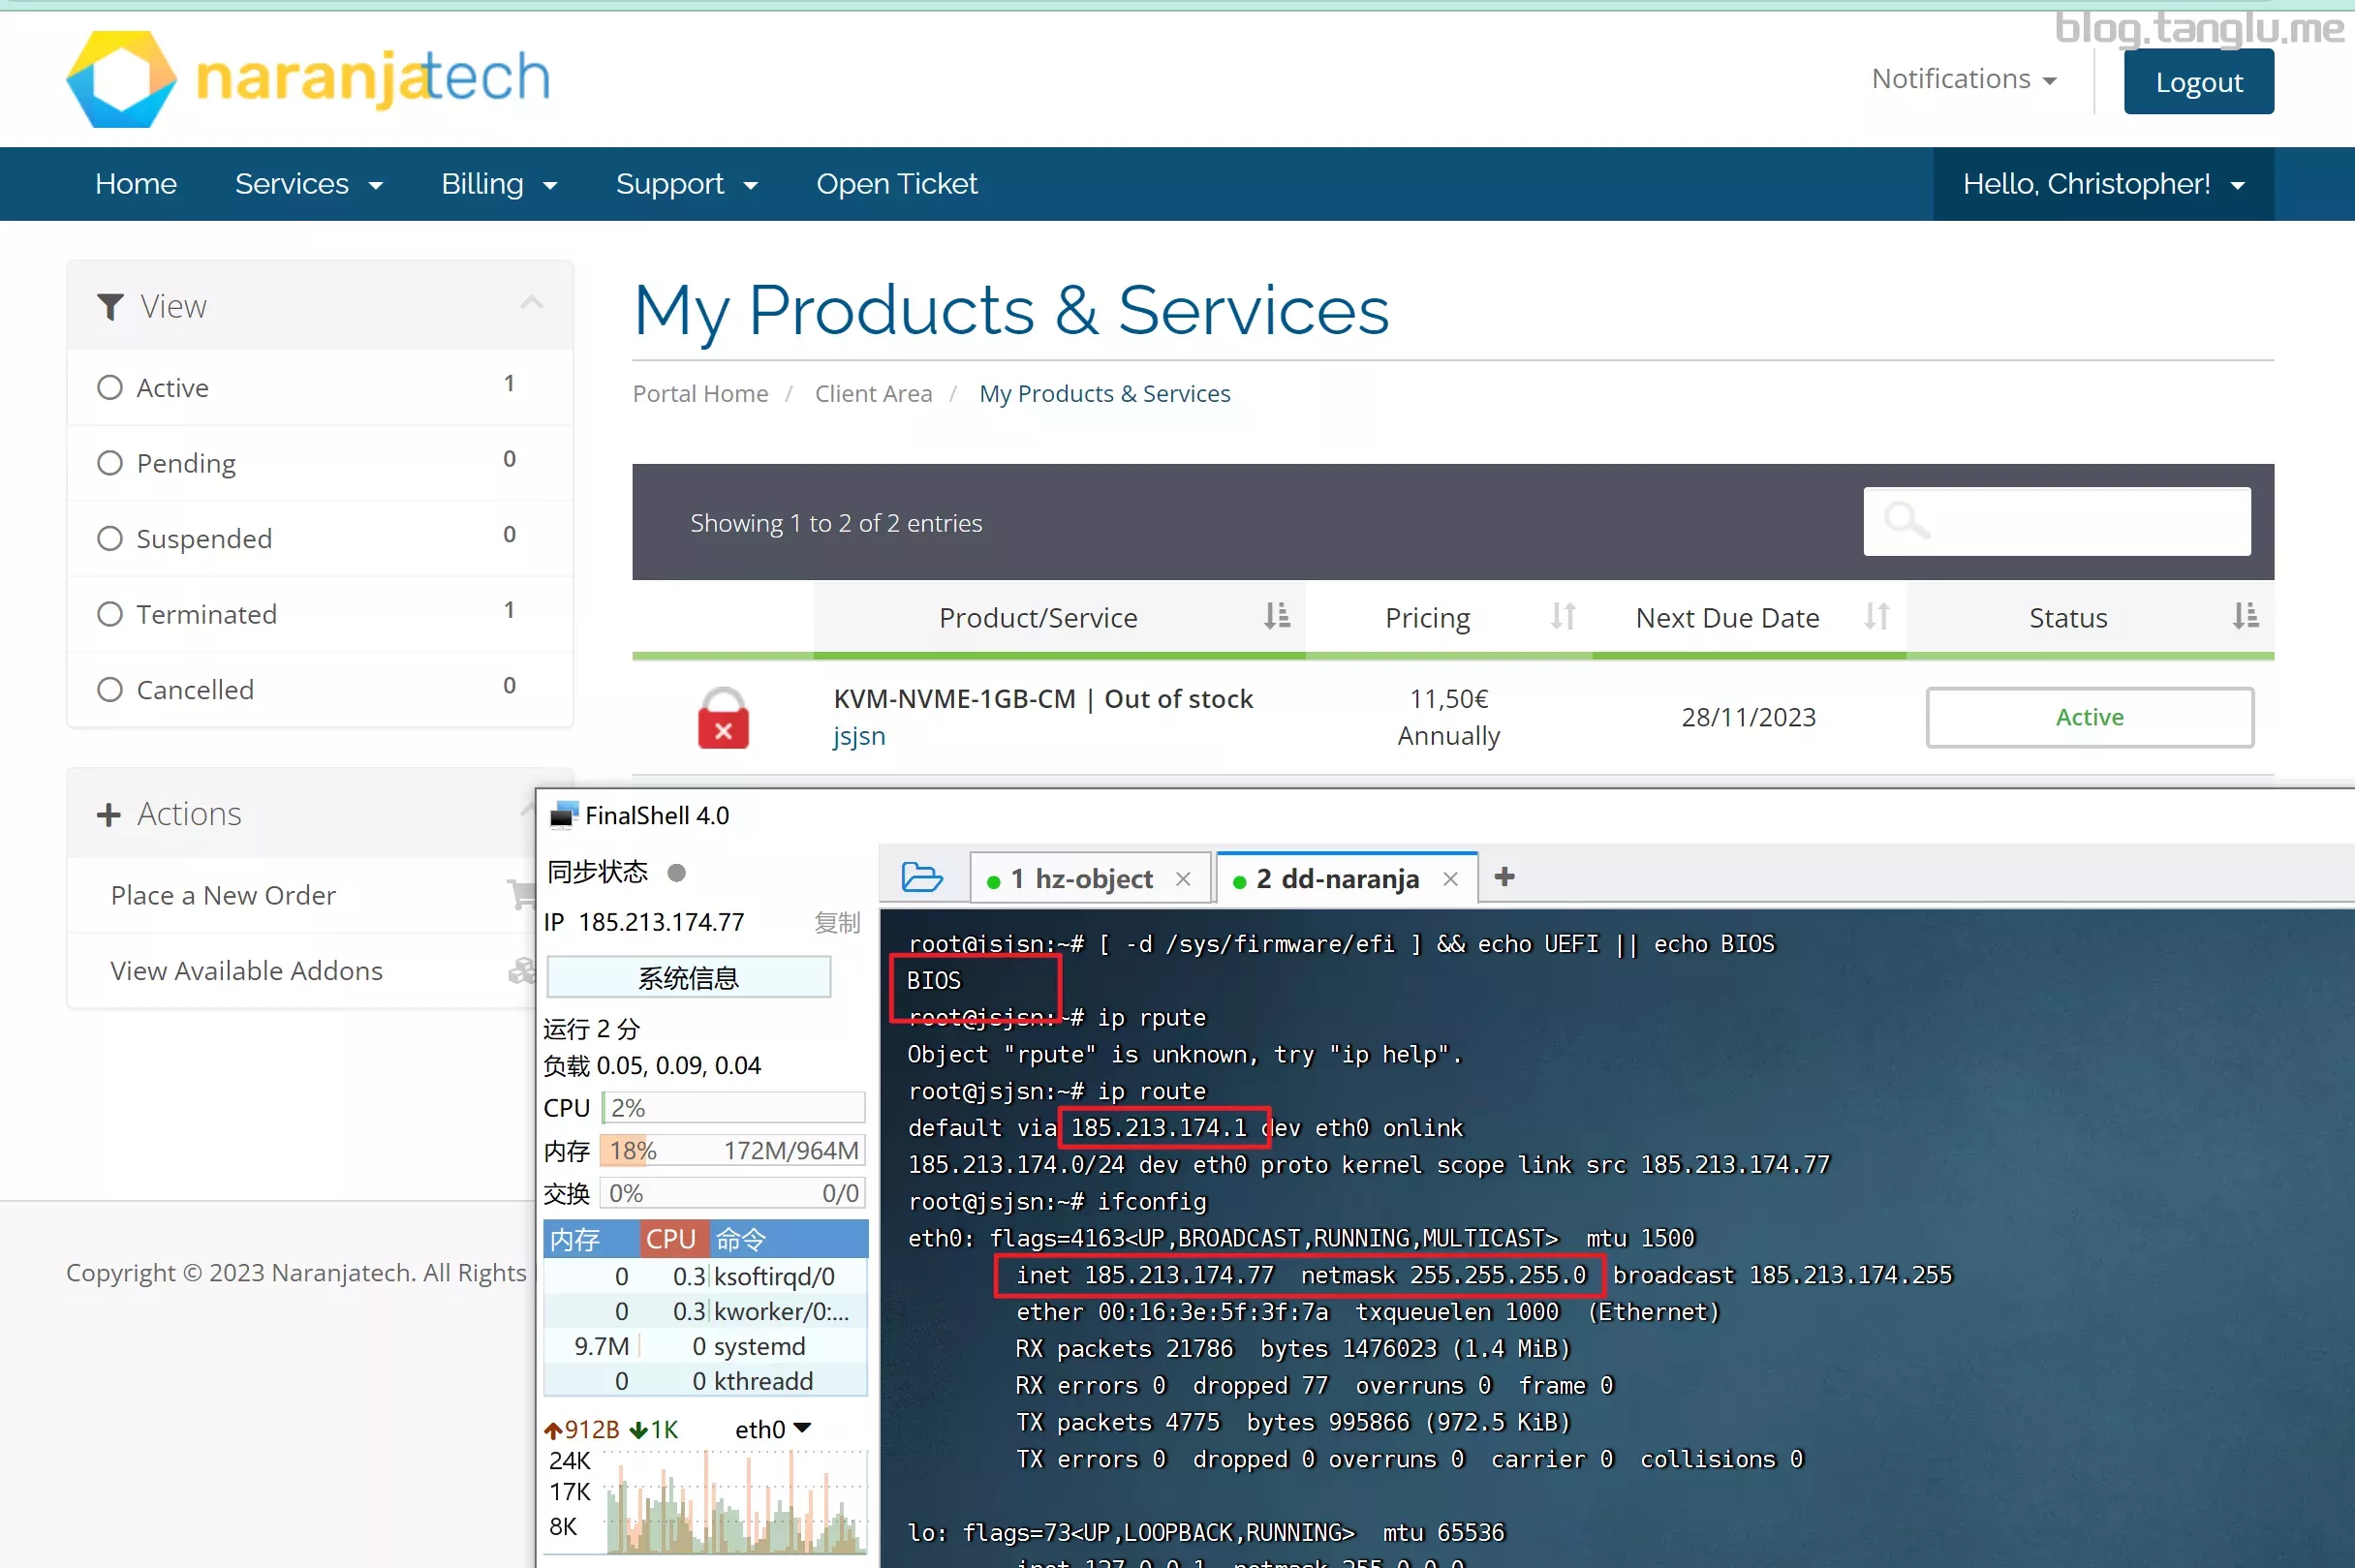 blog.tanglu.me
naranjatech
Notifications
Logout
Home Services Billing Support Open Ticket Hello, Christopher!
View
Active 1
Pending 0
Suspended 0
Terminated 1
Cancelled 0
Actions
Place a New Order
View Available Addons
Copyright © 2023 Naranjatech. All Rights
My Products & Services
Portal Home / Client Area / My Products & Services
Showing 1 to 2 of 2 entries
Product/Service Pricing Next Due Date Status
KVM-NVME-1GB-CM | Out of stock
jsjsn
11,50€
Annually
28/11/2023
Active
FinalShell 4.0
同步状态
IP 185.213.174.77 复制
系统信息
运行 2 分
负载 0.05, 0.09, 0.04
CPU 2%
内存 18% 172M/964M
交换 0% 0/0
内存 CPU 命令
0 0.3 ksoftirqd/0
0 0.3 kworker/0:...
9.7M 0 systemd
0 0 kthreadd
912B 1K eth0
24K
17K
8K
1 hz-object
2 dd-naranja
root@jsjsn:~# [ -d /sys/firmware/efi ] && echo UEFI || echo BIOS
BIOS
root@jsjsn:~# ip rpute
Object "rpute" is unknown, try "ip help".
root@jsjsn:~# ip route
default via 185.213.174.1 dev eth0 onlink
185.213.174.0/24 dev eth0 proto kernel scope link src 185.213.174.77
root@jsjsn:~# ifconfig
eth0: flags=4163<UP,BROADCAST,RUNNING,MULTICAST> mtu 1500
inet 185.213.174.77 netmask 255.255.255.0 broadcast 185.213.174.255
ether 00:16:3e:5f:3f:7a txqueuelen 1000 (Ethernet)
RX packets 21786 bytes 1476023 (1.4 MiB)
RX errors 0 dropped 77 overruns 0 frame 0
TX packets 4775 bytes 995866 (972.5 KiB)
TX errors 0 dropped 0 overruns 0 carrier 0 collisions 0
lo: flags=73<UP,LOOPBACK,RUNNING> mtu 65536
inet 127.0.0.1 netmask 255.0.0.0